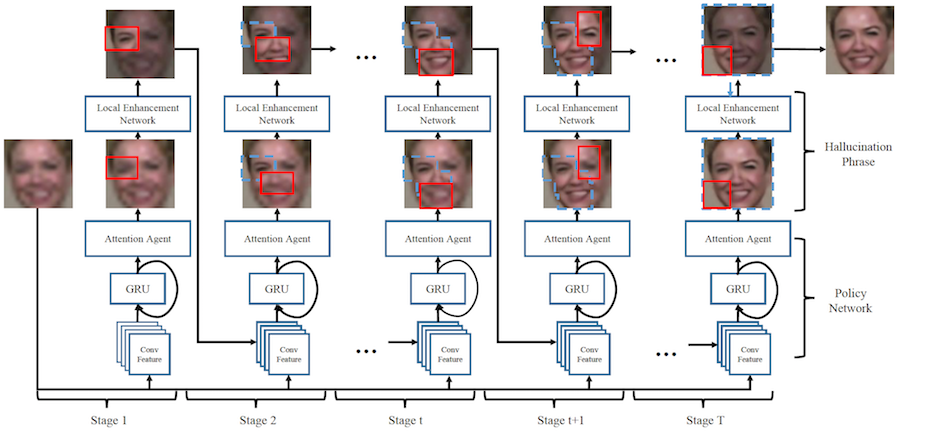 ...
...
Local Enhancement
Network
Local Enhancement
Network
Local Enhancement
Network
Local Enhancement
Network
Local Enhancement
Network
Hallucination
Phrase
Attention Agent
Attention Agent
Attention Agent
Attention Agent
Attention Agent
GRU
GRU
GRU
GRU
GRU
Policy
Network
Conv
Feature
Conv
Feature
...
Conv
Feature
Conv
Feature
...
Conv
Feature
Stage 1
Stage 2
Stage t
Stage t+1
Stage T